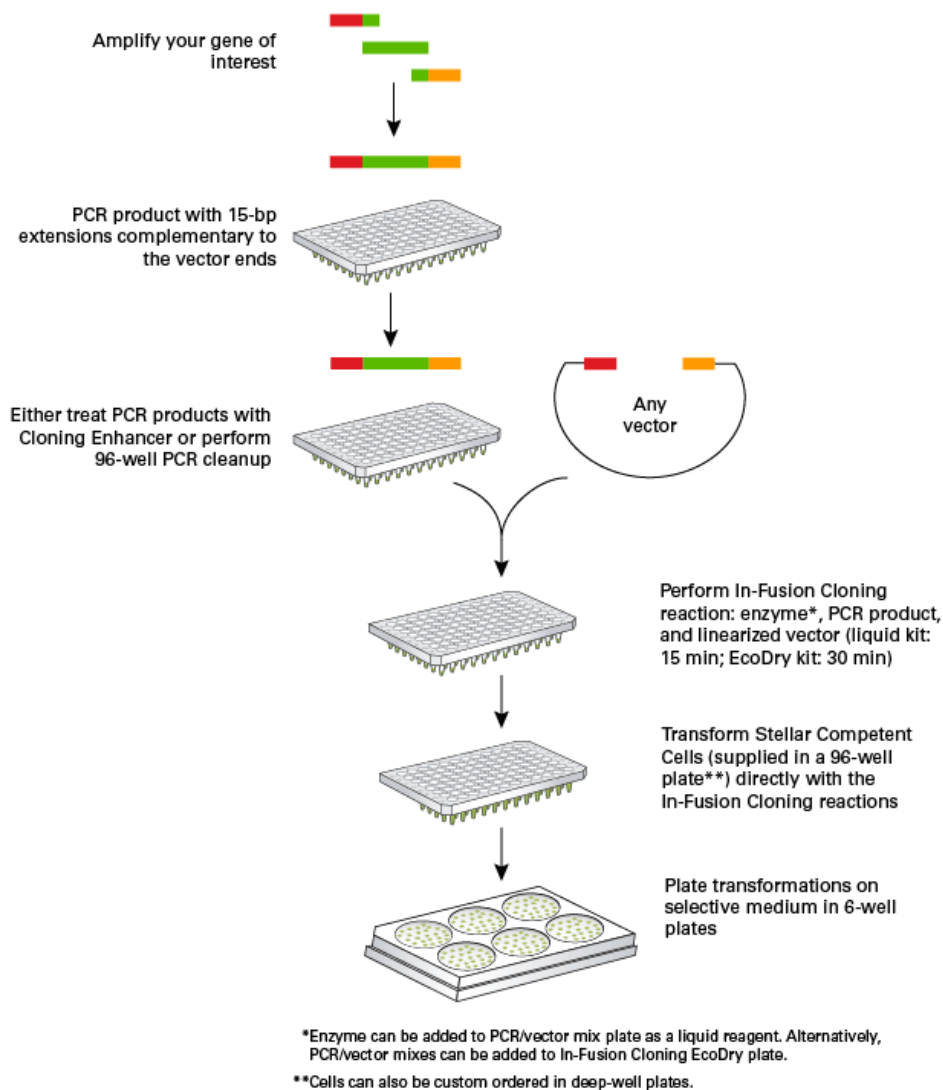 Amplify your gene of
interest
PCR product with 15-bp
extensions complementary to
the vector ends
Either treat PCR products with
Cloning Enhancer or perform
96-well PCR cleanup
Any
vector
Perform In-Fusion Cloning
reaction: enzyme*, PCR product,
and linearized vector (liquid kit:
15 min; EcoDry kit: 30 min)
Transform Stellar Competent
Cells (supplied in a 96-well
plate**) directly with the
In-Fusion Cloning reactions
Plate transformations on
selective medium in 6-well
plates
*Enzyme can be added to PCR/vector mix plate as a liquid reagent. Alternatively,
PCR/vector mixes can be added to In-Fusion Cloning EcoDry plate.
**Cells can also be custom ordered in deep-well plates.